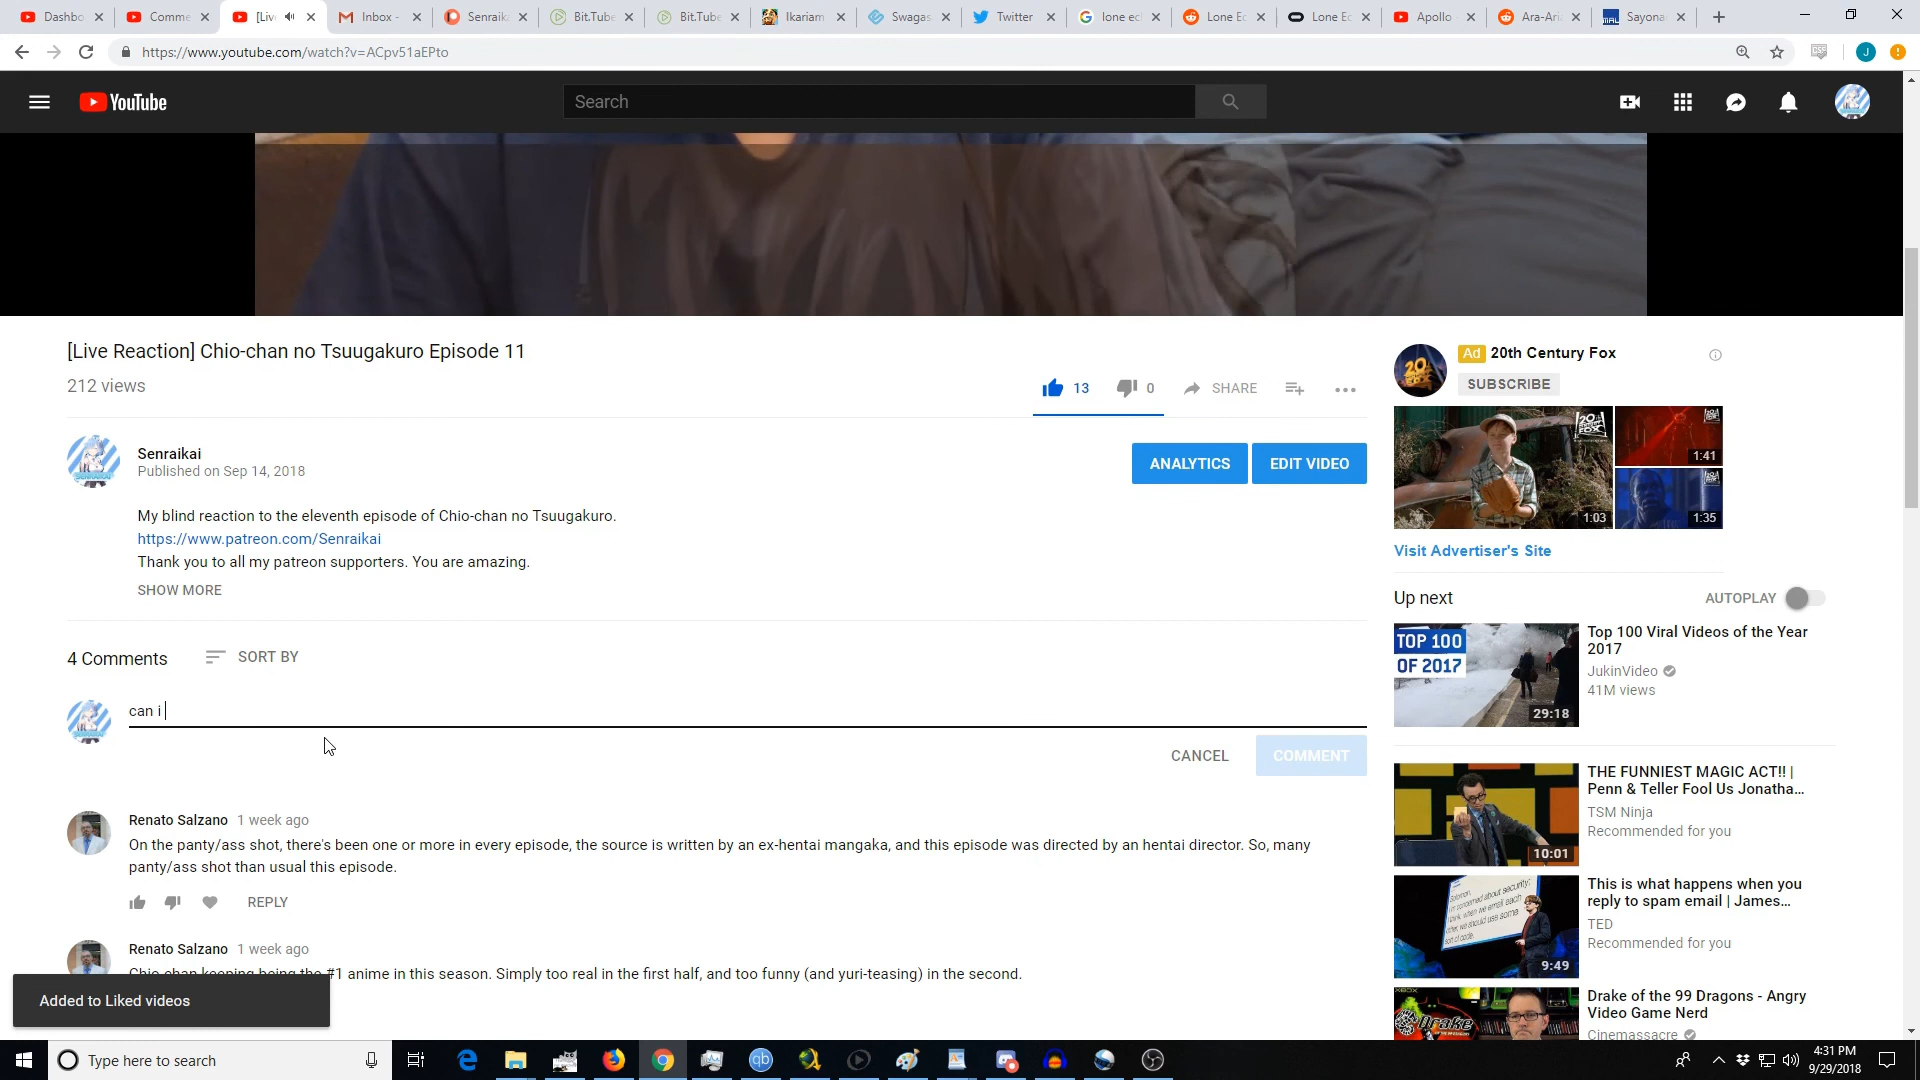 Dashbo
Comme
[Liv
Inbox -
Senraik
Bit.Tube
Bit.Tube
Ikariam
Swagas
Twitter
lone ec
Lone Ec
Lone Ec
Apollo
Ara-Ari
Sayona
https://www.youtube.com/watch?v=ACpv51aEPto
J
YouTube
Search
[Live Reaction] Chio-chan no Tsuugakuro Episode 11
212 views
13
0
SHARE
Senraikai
Published on Sep 14, 2018
ANALYTICS
EDIT VIDEO
My blind reaction to the eleventh episode of Chio-chan no Tsuugakuro.
https://www.patreon.com/Senraikai
Thank you to all my patreon supporters. You are amazing.
SHOW MORE
4 Comments
SORT BY
can i
CANCEL
COMMENT
Renato Salzano 1 week ago
On the panty/ass shot, there's been one or more in every episode, the source is written by an ex-hentai mangaka, and this episode was directed by an hentai director. So, many
panty/ass shot than usual this episode.
REPLY
Renato Salzano 1 week ago
Chio-chan keeping being the #1 anime in this season. Simply too real in the first half, and too funny (and yuri-teasing) in the second.
Added to Liked videos
Ad 20th Century Fox
SUBSCRIBE
1:03
1:41
1:35
Visit Advertiser's Site
Up next
AUTOPLAY
TOP 100
OF 2017
29:18
Top 100 Viral Videos of the Year
2017
JukinVideo
41M views
10:01
THE FUNNIEST MAGIC ACT!! |
Penn & Teller Fool Us Jonatha...
TSM Ninja
Recommended for you
9:49
This is what happens when you
reply to spam email | James...
TED
Recommended for you
Drake of the 99 Dragons - Angry
Video Game Nerd
Cinemassacre
Type here to search
4:31 PM
9/29/2018